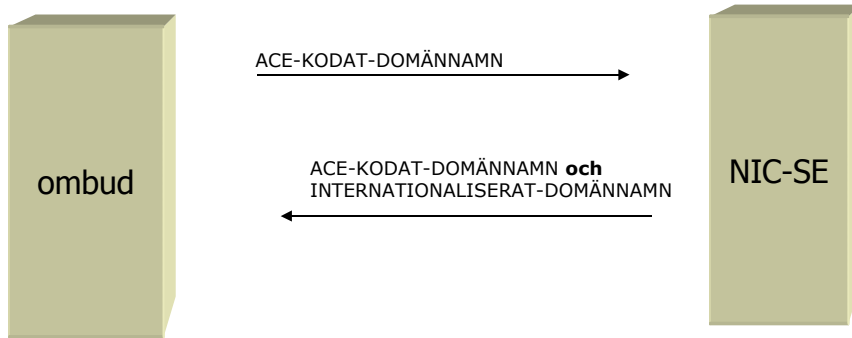 ACE-KODAT-DOMÄNNAMN
ombud
ACE-KODAT-DOMÄNNAMN och
INTERNATIONALISERAT-DOMÄNNAMN
NIC-SE